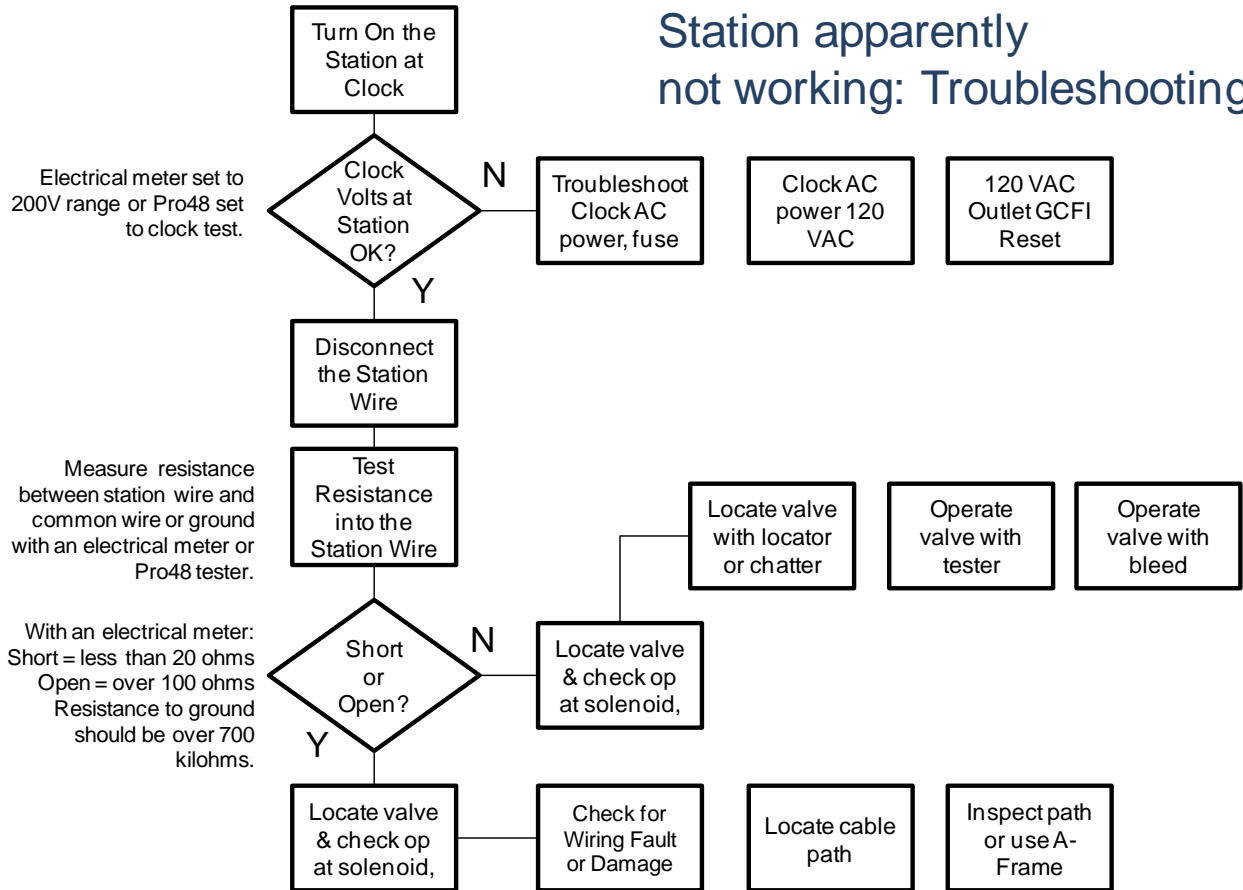 Station apparently
not working: Troubleshooting
Turn On the
Station at
Clock
Electrical meter set to
200V range or Pro48 set
to clock test.
Clock
Volts at
Station
OK?
N
Troubleshoot
Clock AC
power, fuse
Clock AC
power 120
VAC
120 VAC
Outlet GCFI
Reset
Y
Disconnect
the Station
Wire
Measure resistance
between station wire and
common wire or ground
with an electrical meter or
Pro48 tester.
Test
Resistance
into the
Station Wire
Locate valve
with locator
or chatter
Operate
valve with
tester
Operate
valve with
bleed
With an electrical meter:
Short = less than 20 ohms
Open = over 100 ohms
Resistance to ground
should be over 700
kilohms.
Short
or
Open?
N
Locate valve
& check op
at solenoid,
Y
Locate valve
& check op
at solenoid,
Check for
Wiring Fault
or Damage
Locate cable
path
Inspect path
or use A-
Frame